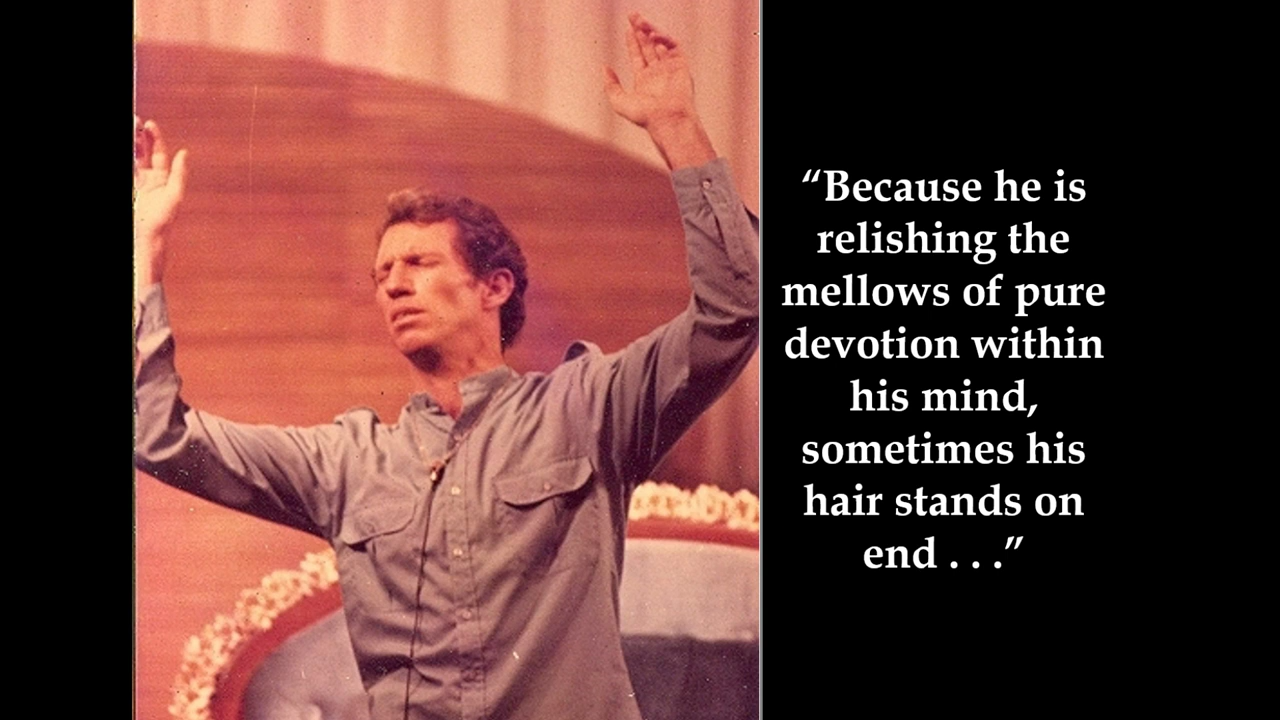 “Because he is
relishing the
mellows of pure
devotion within
his mind,
sometimes his
hair stands on
end . . .”